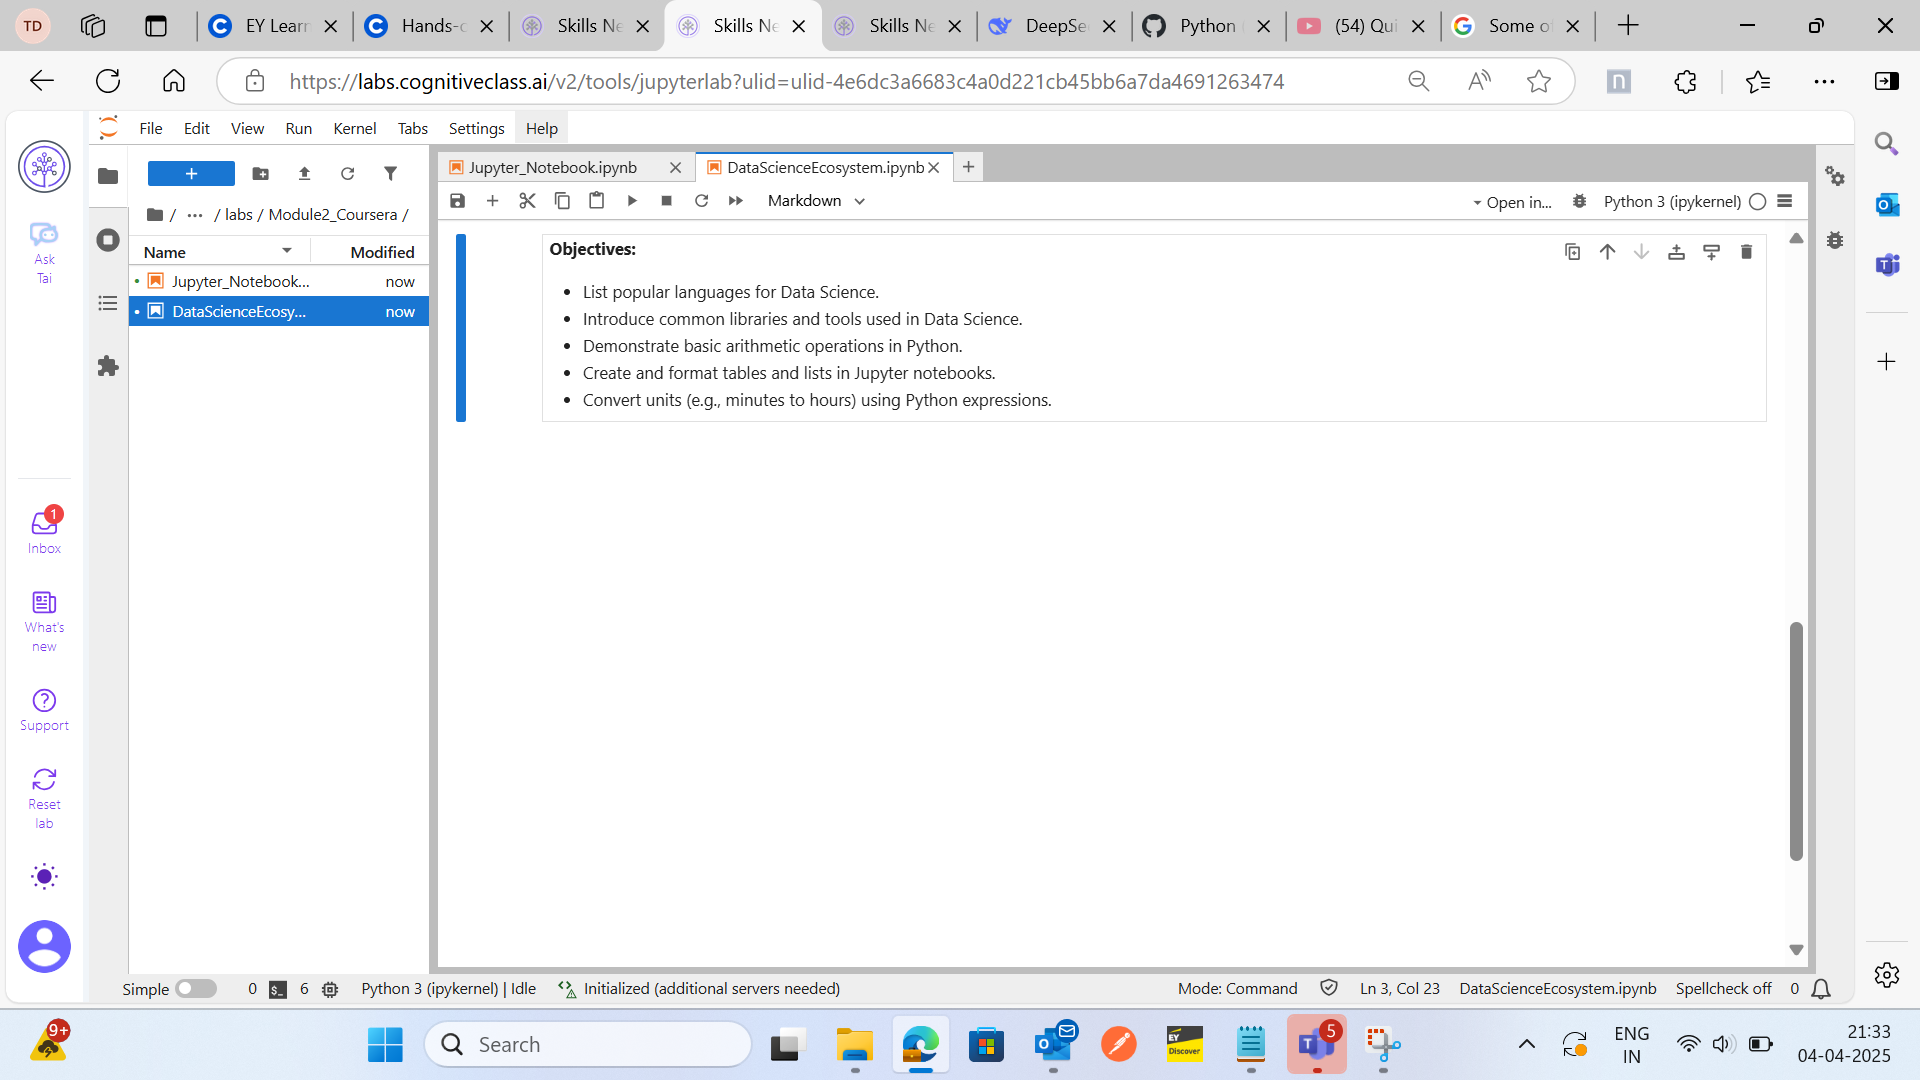 TD
EY Learn
Hands-o
Skills Ne
Skills Ne
Skills Ne
DeepSe
Python
(54) Qui
Some o
https://labs.cognitiveclass.ai/v2/tools/jupyterlab?ulid=ulid-4e6dc3a6683c4a0d221cb45bb6a7da4691263474
File Edit View Run Kernel Tabs Settings Help
Ask
Tai
/ ··· / labs / Module2_Coursera /
Name Modified
Jupyter_Notebook... now
DataScienceEcosy... now
Jupyter_Notebook.ipynb
DataScienceEcosystem.ipynb
Markdown
Open in...
Python 3 (ipykernel)
Objectives:
• List popular languages for Data Science.
• Introduce common libraries and tools used in Data Science.
• Demonstrate basic arithmetic operations in Python.
• Create and format tables and lists in Jupyter notebooks.
• Convert units (e.g., minutes to hours) using Python expressions.
1
Inbox
What's
new
Support
Reset
lab
Simple 0 6 Python 3 (ipykernel) | Idle Initialized (additional servers needed) Mode: Command Ln 3, Col 23 DataScienceEcosystem.ipynb Spellcheck off 0
9+
Search
EY
Discover
5
ENG
IN
21:33
04-04-2025